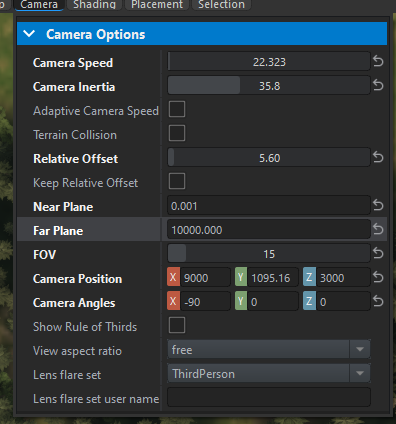 Camera Shading Placement Selection
Camera Options
Camera Speed 22.323
Camera Inertia 35.8
Adaptive Camera Speed
Terrain Collision
Relative Offset 5.60
Keep Relative Offset
Near Plane 0.001
Far Plane 10000.000
FOV 15
Camera Position X 9000 Y 1095.16 Z 3000
Camera Angles X -90 Y 0 Z 0
Show Rule of Thirds
View aspect ratio free
Lens flare set ThirdPerson
Lens flare set user name